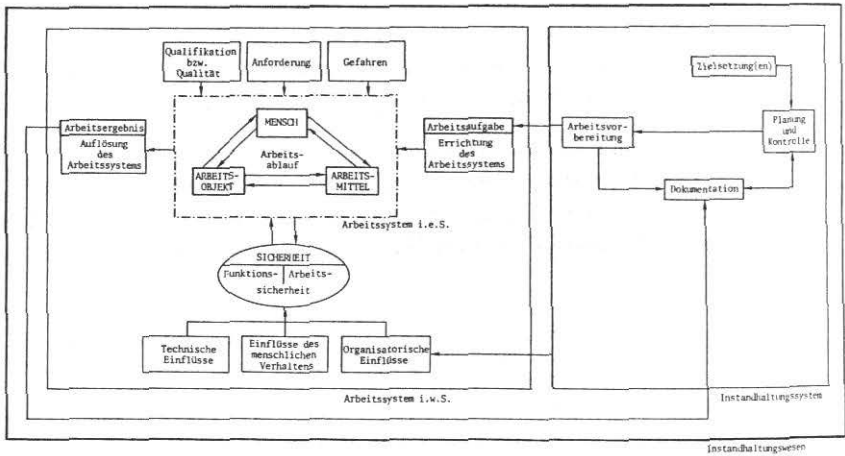 Qualifikation
bzw.
Qualität
Anforderung
Gefahren
Zielsetzung(en)
MENSCH
Arbeits-
ablauf
ARBEITS-
OBJEKT
ARBEITS-
MITTEL
Arbeitsergebnis
Auflösung
des
Arbeitssystems
Arbeitsaufgabe
Errichtung
des
Arbeitssystems
Arbeitsvor-
bereitung
Planung
und
Kontrolle
Dokumentation
Arbeitssystem i.e.S.
SICHERHEIT
Funktions-
Arbeits-
sicherheit
Technische
Einflüsse
Einflüsse des
menschlichen
Verhaltens
Organisatorische
Einflüsse
Arbeitssystem i.w.S.
Instandhaltungssystem
Instandhaltungswesen